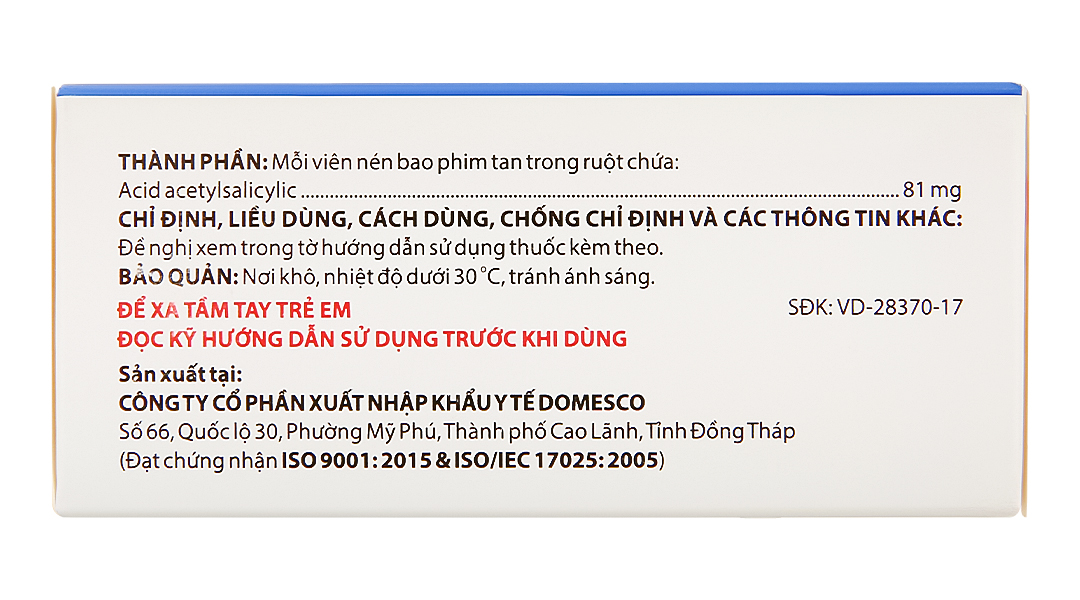 THÀNH PHẦN: Mỗi viên nén bao phim tan trong ruột chứa:
Acid acetylsalicylic ........................................................................................................ 81 mg
CHỈ ĐỊNH, LIỀU DÙNG, CÁCH DÙNG, CHỐNG CHỈ ĐỊNH VÀ CÁC THÔNG TIN KHÁC:
Đề nghị xem trong tờ hướng dẫn sử dụng thuốc kèm theo.
BẢO QUẢN: Nơi khô, nhiệt độ dưới 30 °C, tránh ánh sáng.
ĐỂ XA TẦM TAY TRẺ EM
SĐK: VD-28370-17
ĐỌC KỸ HƯỚNG DẪN SỬ DỤNG TRƯỚC KHI DÙNG
Sản xuất tại:
CÔNG TY CỔ PHẦN XUẤT NHẬP KHẨU Y TẾ DOMESCO
Số 66, Quốc lộ 30, Phường Mỹ Phú, Thành phố Cao Lãnh, Tỉnh Đồng Tháp
(Đạt chứng nhận ISO 9001: 2015 & ISO/IEC 17025: 2005)